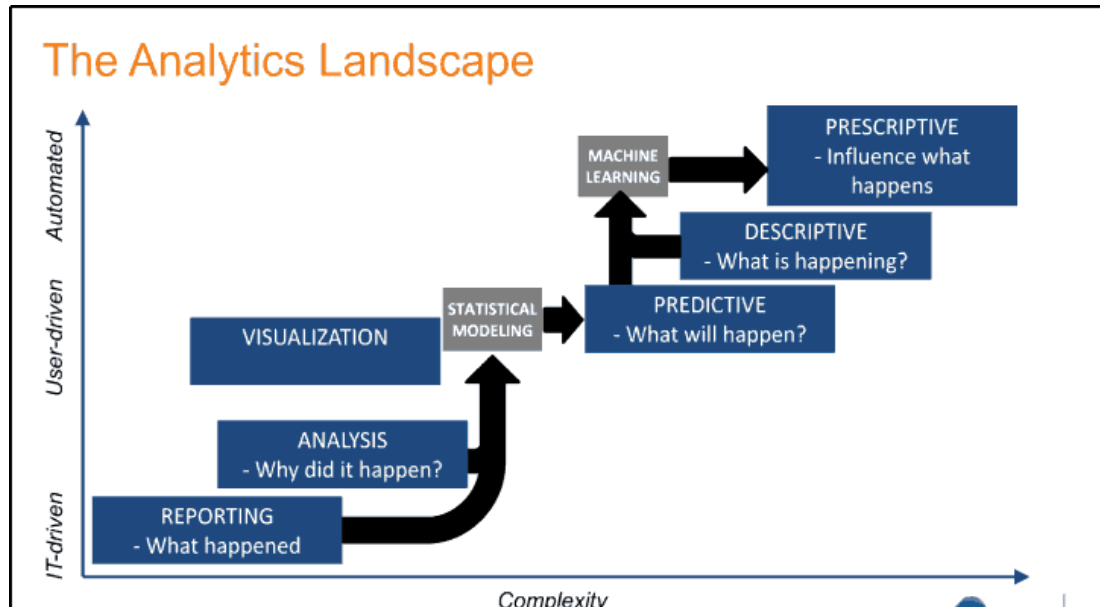 The Analytics Landscape
Automated
User-driven
IT-driven
PRESCRIPTIVE
- Influence what
happens
MACHINE
LEARNING
DESCRIPTIVE
- What is happening?
PREDICTIVE
- What will happen?
STATISTICAL
MODELING
VISUALIZATION
ANALYSIS
- Why did it happen?
REPORTING
- What happened
Complexity